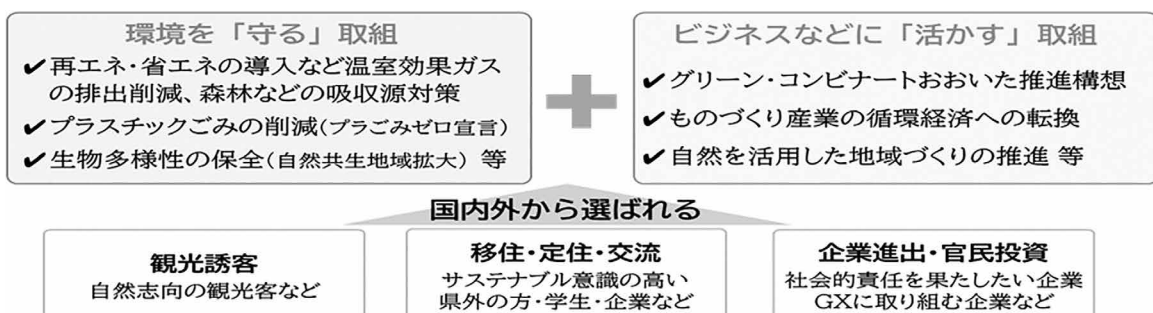 環境を「守る」取組
✔再エネ・省エネの導入など温室効果ガス
の排出削減、森林などの吸収源対策
✔プラスチックごみの削減(プラごみゼロ宣言)
✔生物多様性の保全(自然共生地域拡大) 等
ビジネスなどに「活かす」取組
✔グリーン・コンビナートおおいた推進構想
✔ものづくり産業の循環経済への転換
✔自然を活用した地域づくりの推進 等
国内外から選ばれる
観光誘客
自然志向の観光客など
移住・定住・交流
サステナブル意識の高い
県外の方・学生・企業など
企業進出・官民投資
社会的責任を果たしたい企業
GXに取り組む企業など